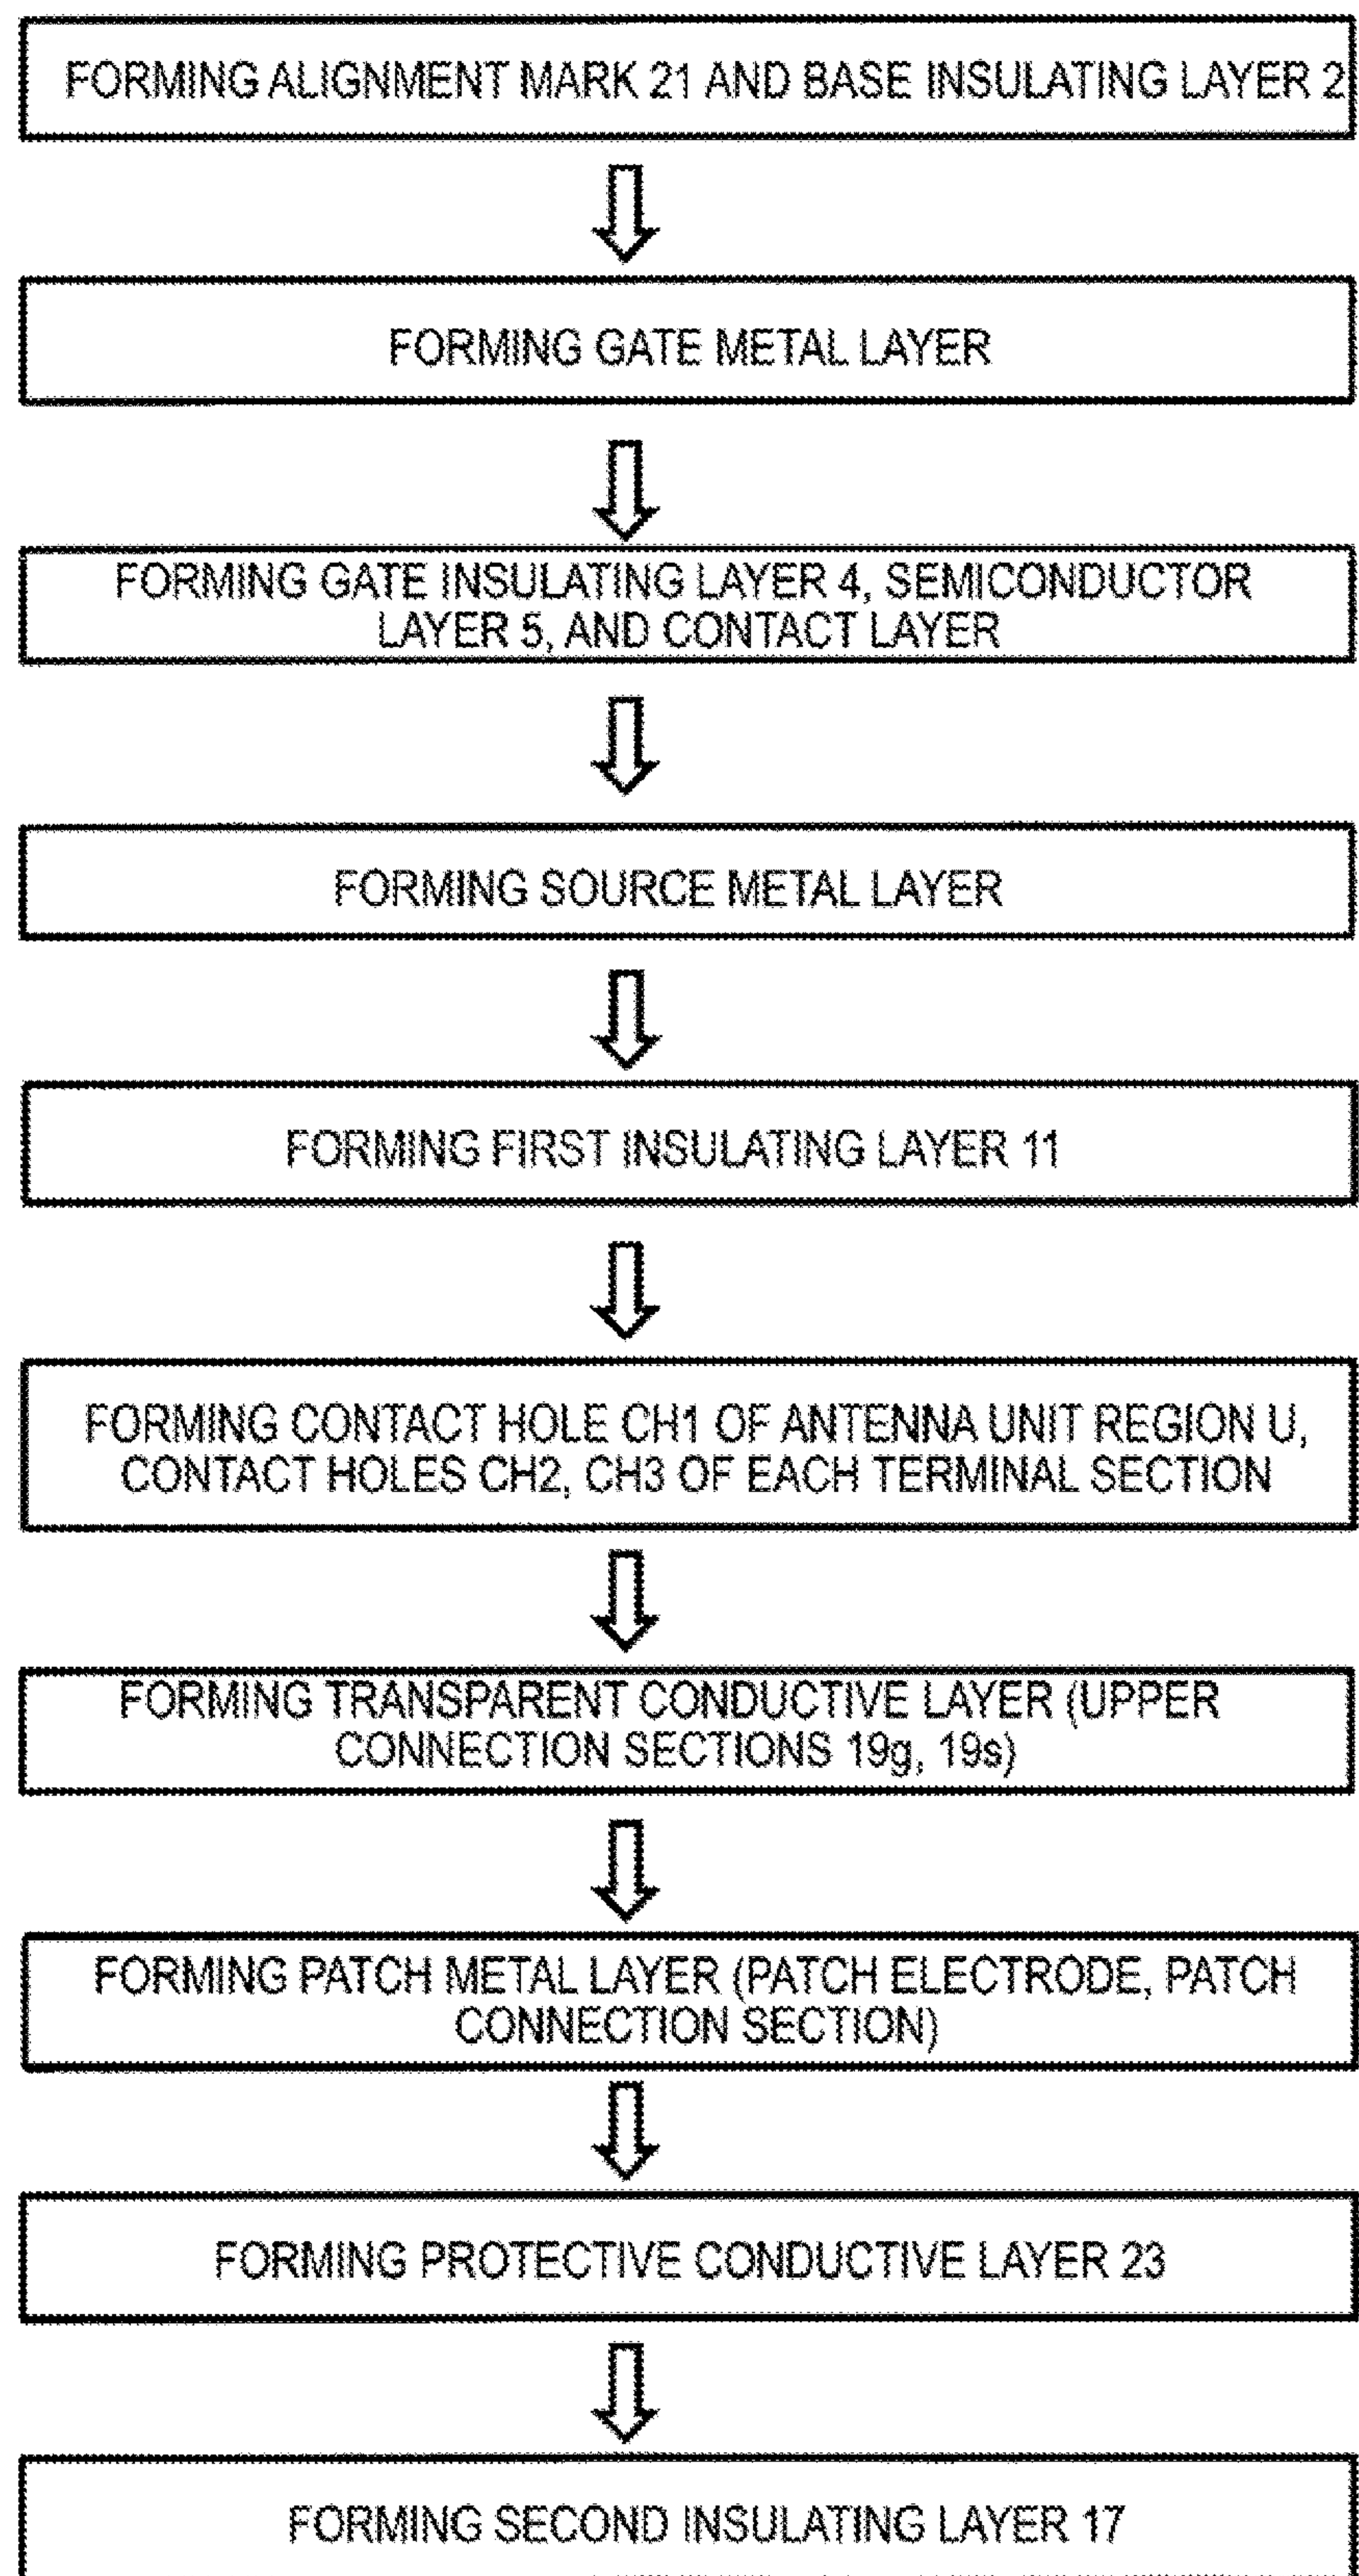 FORMING ALIGNMENT MARK 21 AND BASE INSULATING LAYER 2
FORMING GATE METAL LAYER
FORMING GATE INSULATING LAYER 4, SEMICONDUCTOR
LAYER 5, AND CONTACT LAYER
FORMING SOURCE METAL LAYER
FORMING FIRST INSULATING LAYER 11
FORMING CONTACT HOLE CH1 OF ANTENNA UNIT REGION U,
CONTACT HOLES CH2, CH3 OF EACH TERMINAL SECTION
FORMING TRANSPARENT CONDUCTIVE LAYER (UPPER
CONNECTION SECTIONS 19g, 19s)
FORMING PATCH METAL LAYER (PATCH ELECTRODE, PATCH
CONNECTION SECTION)
FORMING PROTECTIVE CONDUCTIVE LAYER 23
FORMING SECOND INSULATING LAYER 17